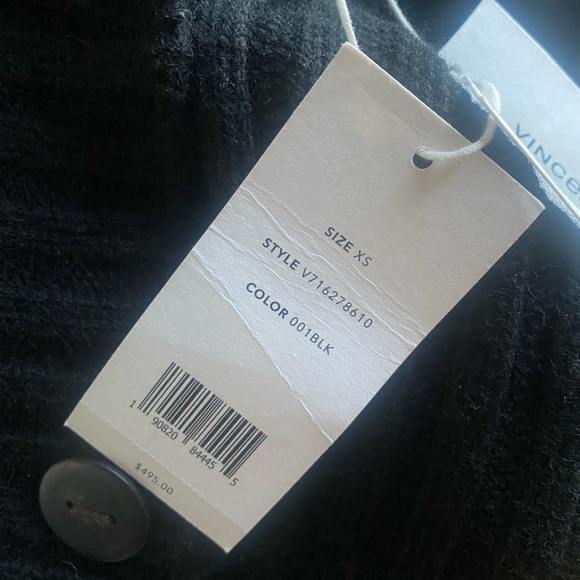 VINCE
SIZE XS
STYLE V716278610
COLOR 001BLK
1 90820 84445 5
$495.00